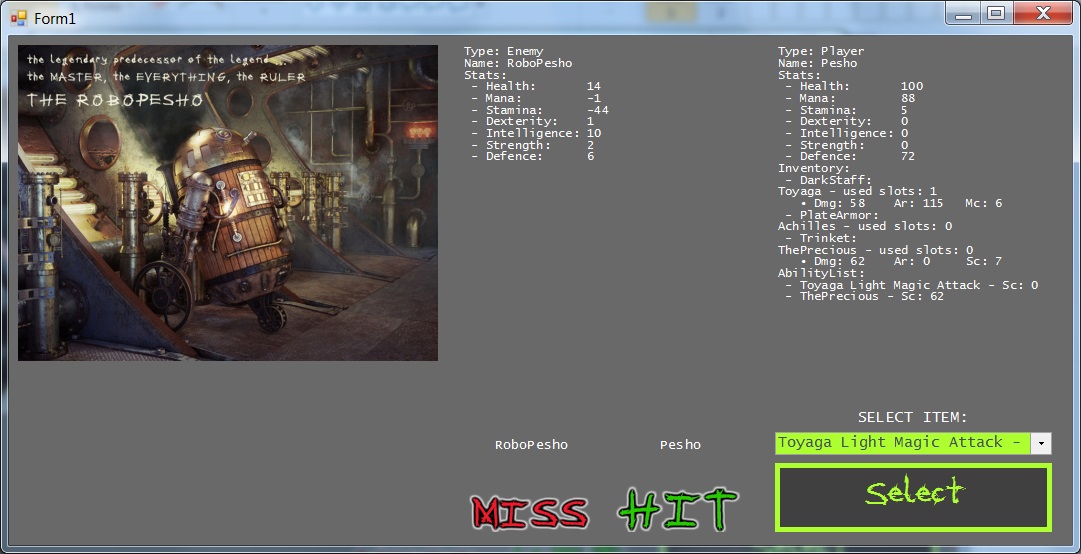 Form1
the legendary predecessor of the legend...
the MASTER, the EVERYTHING, the RULER
THE ROBOPESHO
Type: Enemy
Name: RoboPesho
Stats:
- Health: 14
- Mana: -1
- Stamina: -44
- Dexterity: 1
- Intelligence: 10
- Strength: 2
- Defence: 6
Type: Player
Name: Pesho
Stats:
- Health: 100
- Mana: 88
- Stamina: 5
- Dexterity: 0
- Intelligence: 0
- Strength: 0
- Defence: 72
Inventory:
- DarkStaff:
Toyaga - used slots: 1
• Dmg: 58 Ar: 115 Mc: 6
- PlateArmor:
Achilles - used slots: 0
- Trinket:
ThePrecious - used slots: 0
• Dmg: 62 Ar: 0 Sc: 7
AbilityList:
- Toyaga Light Magic Attack - Sc: 0
- ThePrecious - Sc: 62
RoboPesho
Pesho
MISS
HIT
SELECT ITEM:
Toyaga Light Magic Attack -
Select